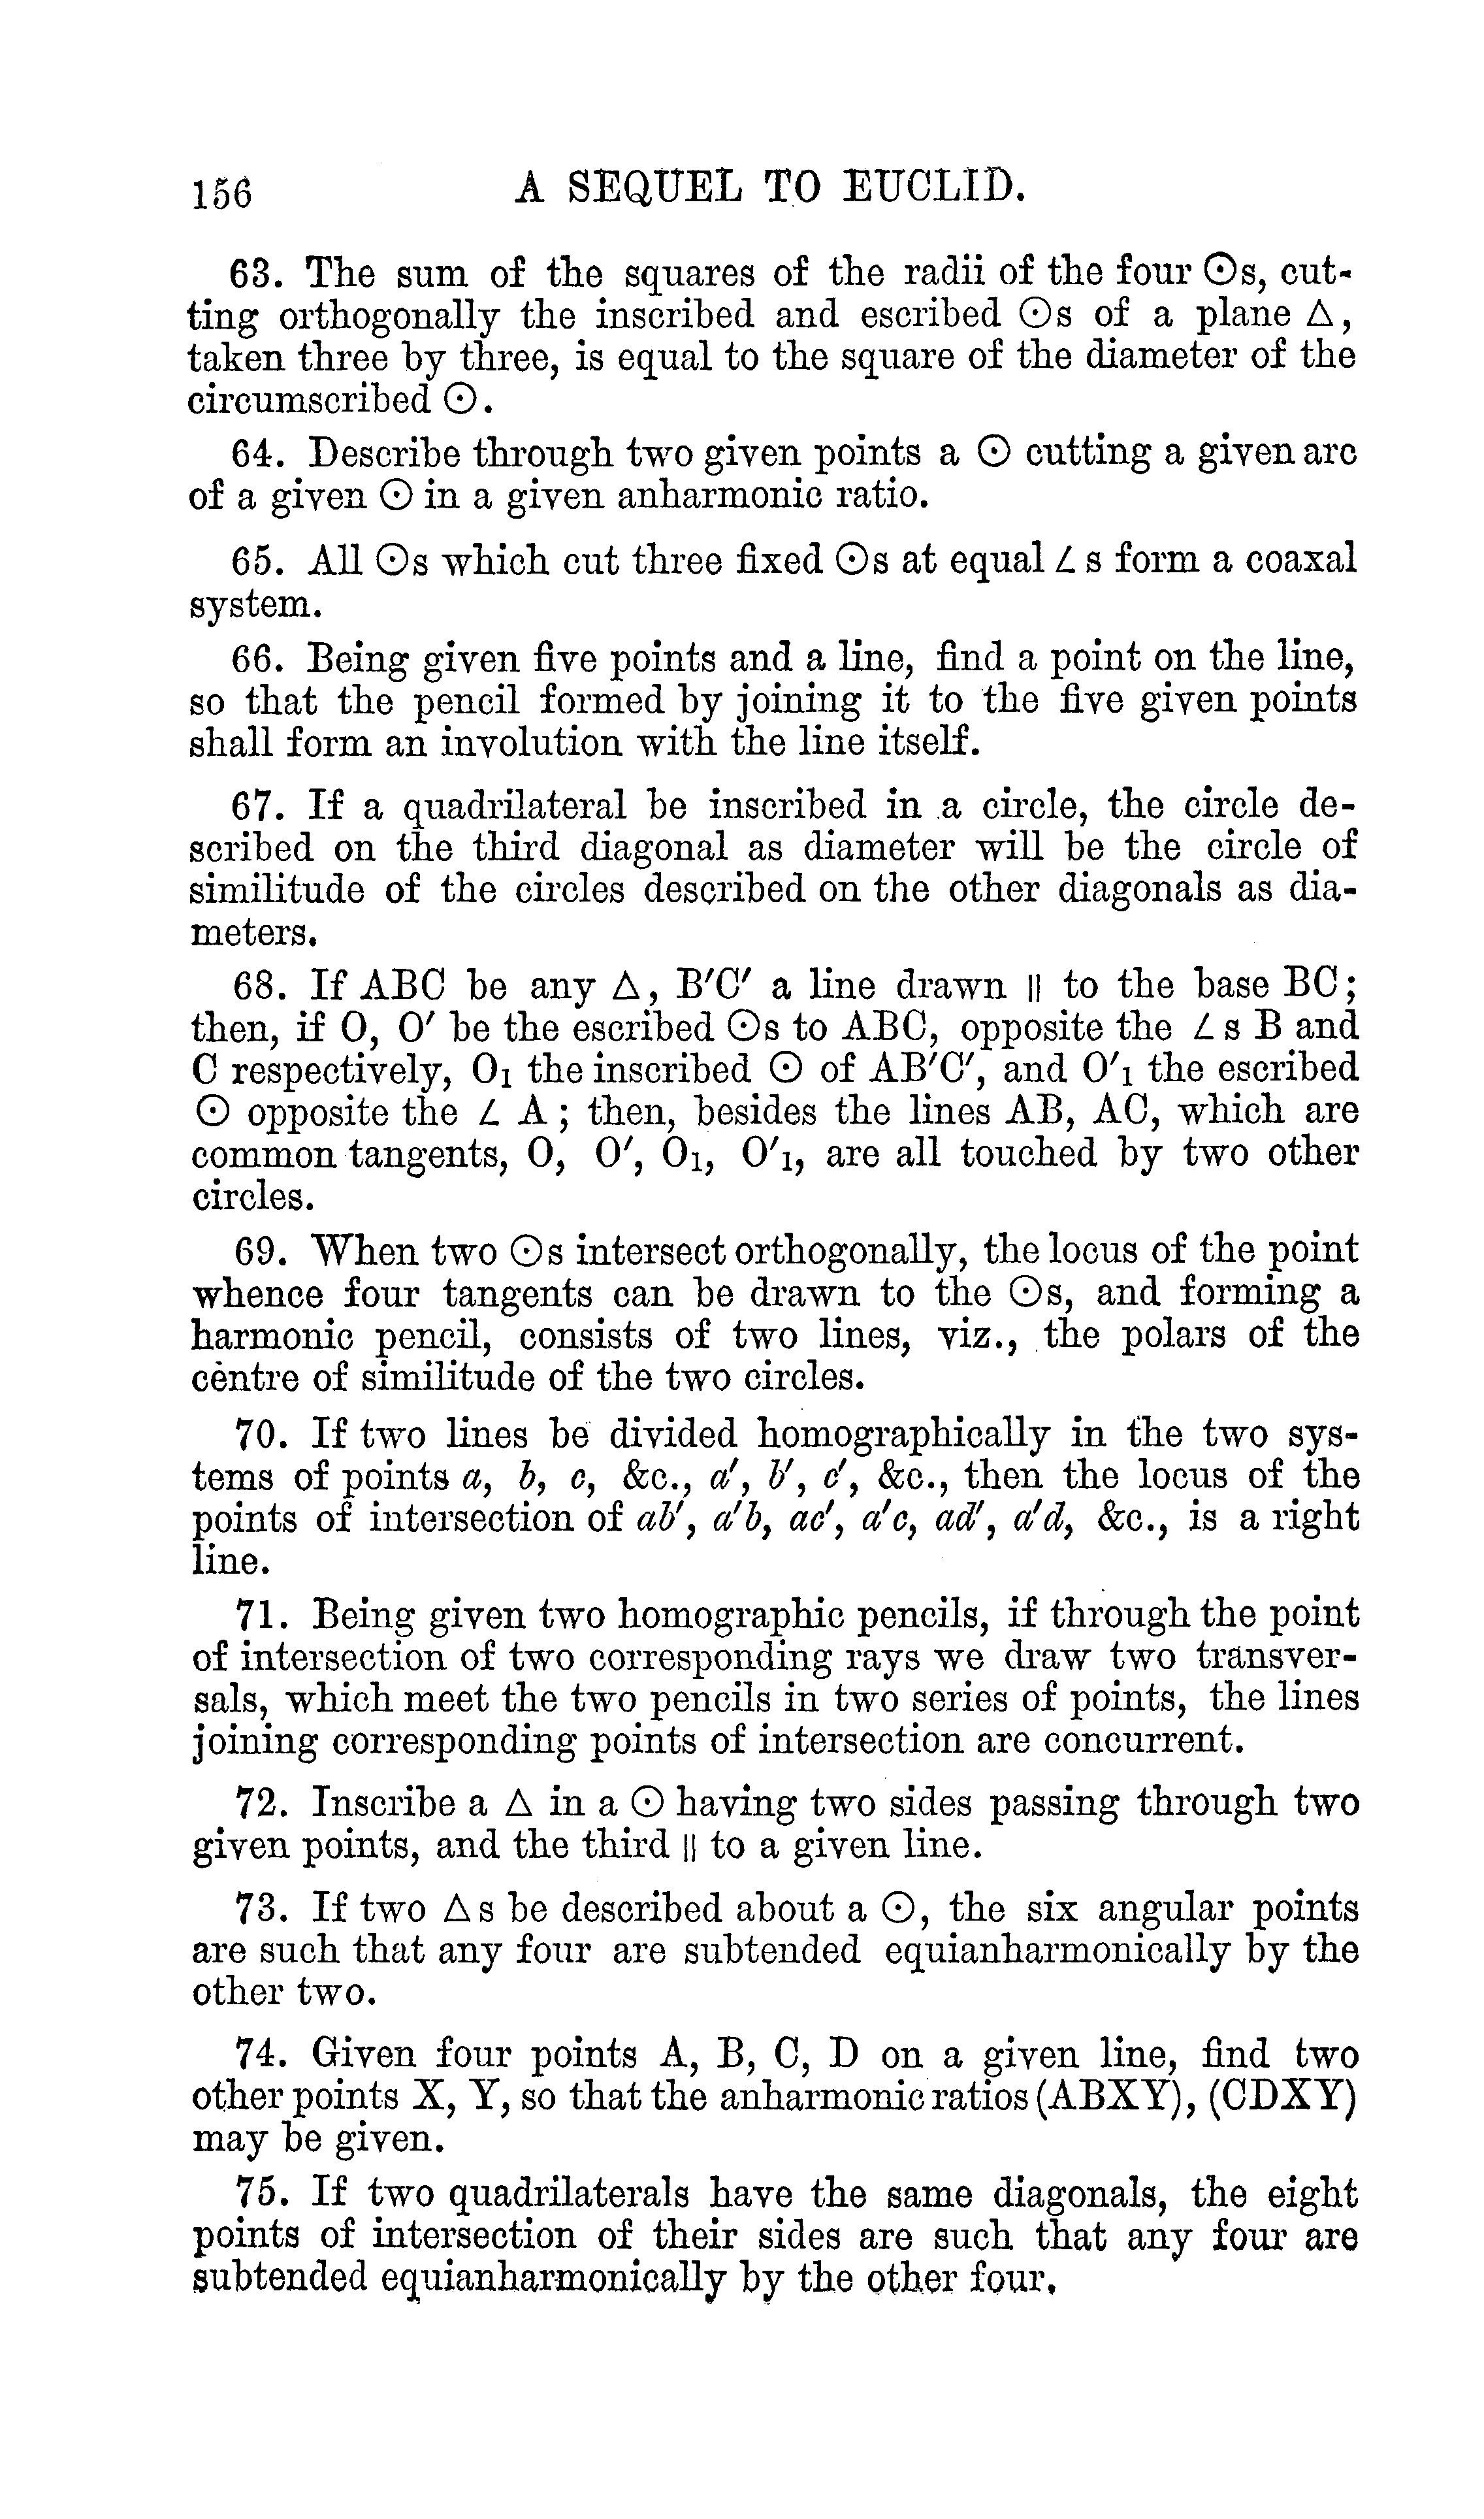 156 A SEQUEL TO EUCLID.
63. The sum of the squares of the radii of the four ⊙s, cut-
ting orthogonally the inscribed and escribed ⊙s of a plane △,
taken three by three, is equal to the square of the diameter of the
circumscribed ⊙.
64. Describe through two given points a ⊙ cutting a given arc
of a given ⊙ in a given anharmonic ratio.
65. All ⊙s which cut three fixed ⊙s at equal ∠s form a coaxal
system.
66. Being given five points and a line, find a point on the line,
so that the pencil formed by joining it to the five given points
shall form an involution with the line itself.
67. If a quadrilateral be inscribed in a circle, the circle de-
scribed on the third diagonal as diameter will be the circle of
similitude of the circles described on the other diagonals as dia-
meters.
68. If ABC be any △, B′C′ a line drawn ∥ to the base BC;
then, if O, O′ be the escribed ⊙s to ABC, opposite the ∠s B and
C respectively, O₁ the inscribed ⊙ of AB′C′, and O′₁ the escribed
⊙ opposite the ∠ A; then, besides the lines AB, AC, which are
common tangents, O, O′, O₁, O′₁, are all touched by two other
circles.
69. When two ⊙s intersect orthogonally, the locus of the point
whence four tangents can be drawn to the ⊙s, and forming a
harmonic pencil, consists of two lines, viz., the polars of the
centre of similitude of the two circles.
70. If two lines be divided homographically in the two sys-
tems of points a, b, c, &c., a′, b′, c′, &c., then the locus of the
points of intersection of ab′, a′b, ac′, a′c, ad′, a′d, &c., is a right
line.
71. Being given two homographic pencils, if through the point
of intersection of two corresponding rays we draw two transver-
sals, which meet the two pencils in two series of points, the lines
joining corresponding points of intersection are concurrent.
72. Inscribe a △ in a ⊙ having two sides passing through two
given points, and the third ∥ to a given line.
73. If two △s be described about a ⊙, the six angular points
are such that any four are subtended equianharmonically by the
other two.
74. Given four points A, B, C, D on a given line, find two
other points X, Y, so that the anharmonic ratios (ABXY), (CDXY)
may be given.
75. If two quadrilaterals have the same diagonals, the eight
points of intersection of their sides are such that any four are
subtended equianharmonically by the other four.